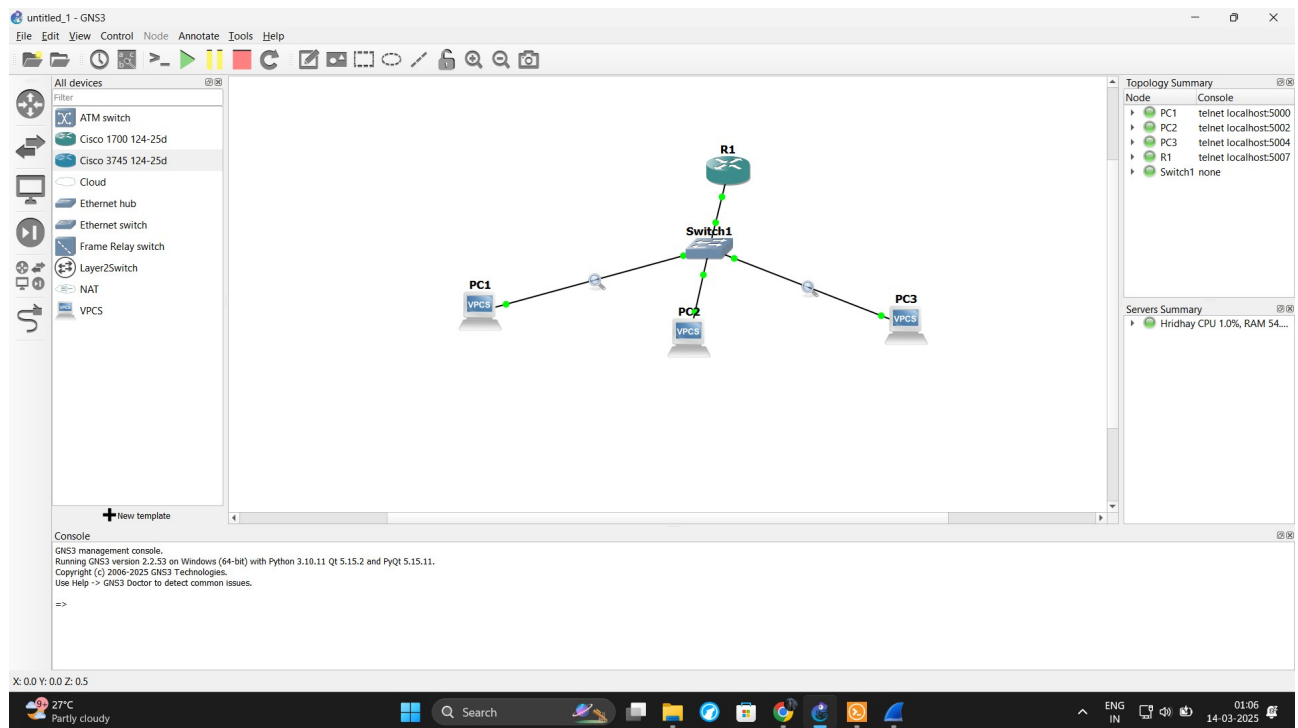 untitled_1 - GNS3
File Edit View Control Node Annotate Tools Help
All devices
Filter
ATM switch
Cisco 1700 124-25d
Cisco 3745 124-25d
Cloud
Ethernet hub
Ethernet switch
Frame Relay switch
Layer2Switch
NAT
VPCS
New template
R1
Switch1
PC1
VPCS
PC2
VPCS
PC3
VPCS
Topology Summary
Node Console
PC1 telnet localhost:5000
PC2 telnet localhost:5002
PC3 telnet localhost:5004
R1 telnet localhost:5007
Switch1 none
Servers Summary
Hridhay CPU 1.0%, RAM 54....
Console
GNS3 management console.
Running GNS3 version 2.2.53 on Windows (64-bit) with Python 3.10.11 Qt 5.15.2 and PyQt 5.15.11.
Copyright (c) 2006-2025 GNS3 Technologies.
Use Help -> GNS3 Doctor to detect common issues.
=>
X: 0.0 Y: 0.0 Z: 0.5
9+
27°C
Partly cloudy
Search
ENG
IN
01:06
14-03-2025